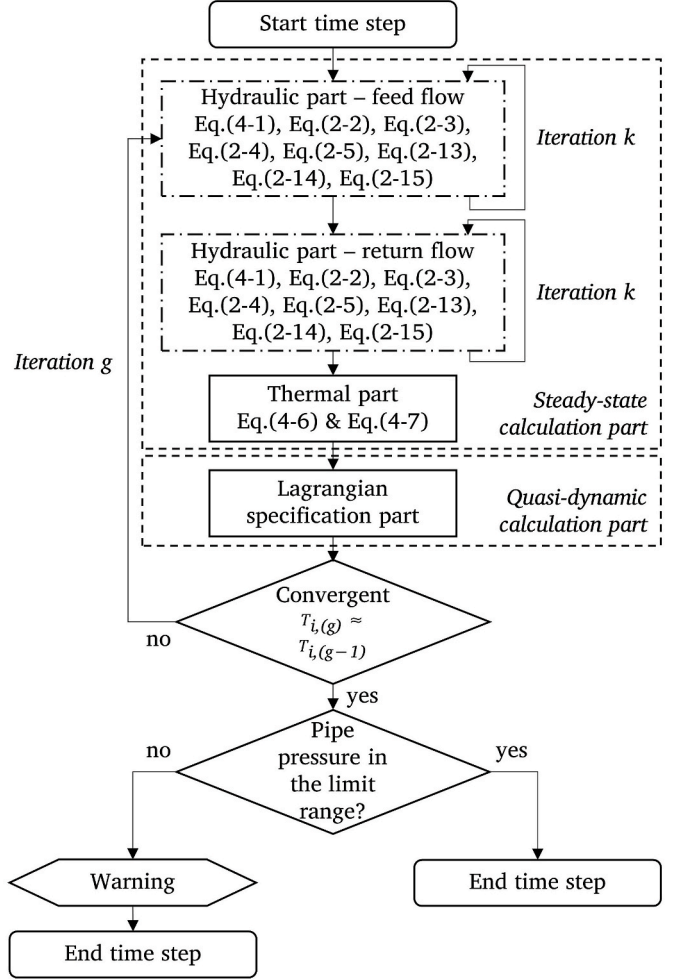 Start time step
Hydraulic part – feed flow
Eq.(4-1), Eq.(2-2), Eq.(2-3),
Eq.(2-4), Eq.(2-5), Eq.(2-13),
Eq.(2-14), Eq.(2-15)
Iteration k
Hydraulic part – return flow
Eq.(4-1), Eq.(2-2), Eq.(2-3),
Eq.(2-4), Eq.(2-5), Eq.(2-13),
Eq.(2-14), Eq.(2-15)
Iteration k
Iteration g
Thermal part
Eq.(4-6) & Eq.(4-7)
Steady-state
calculation part
Lagrangian
specification part
Quasi-dynamic
calculation part
Convergent
T_{i,(g)} ≈
T_{i,(g−1)}
no
yes
Pipe
pressure in
the limit
range?
no
yes
Warning
End time step
End time step